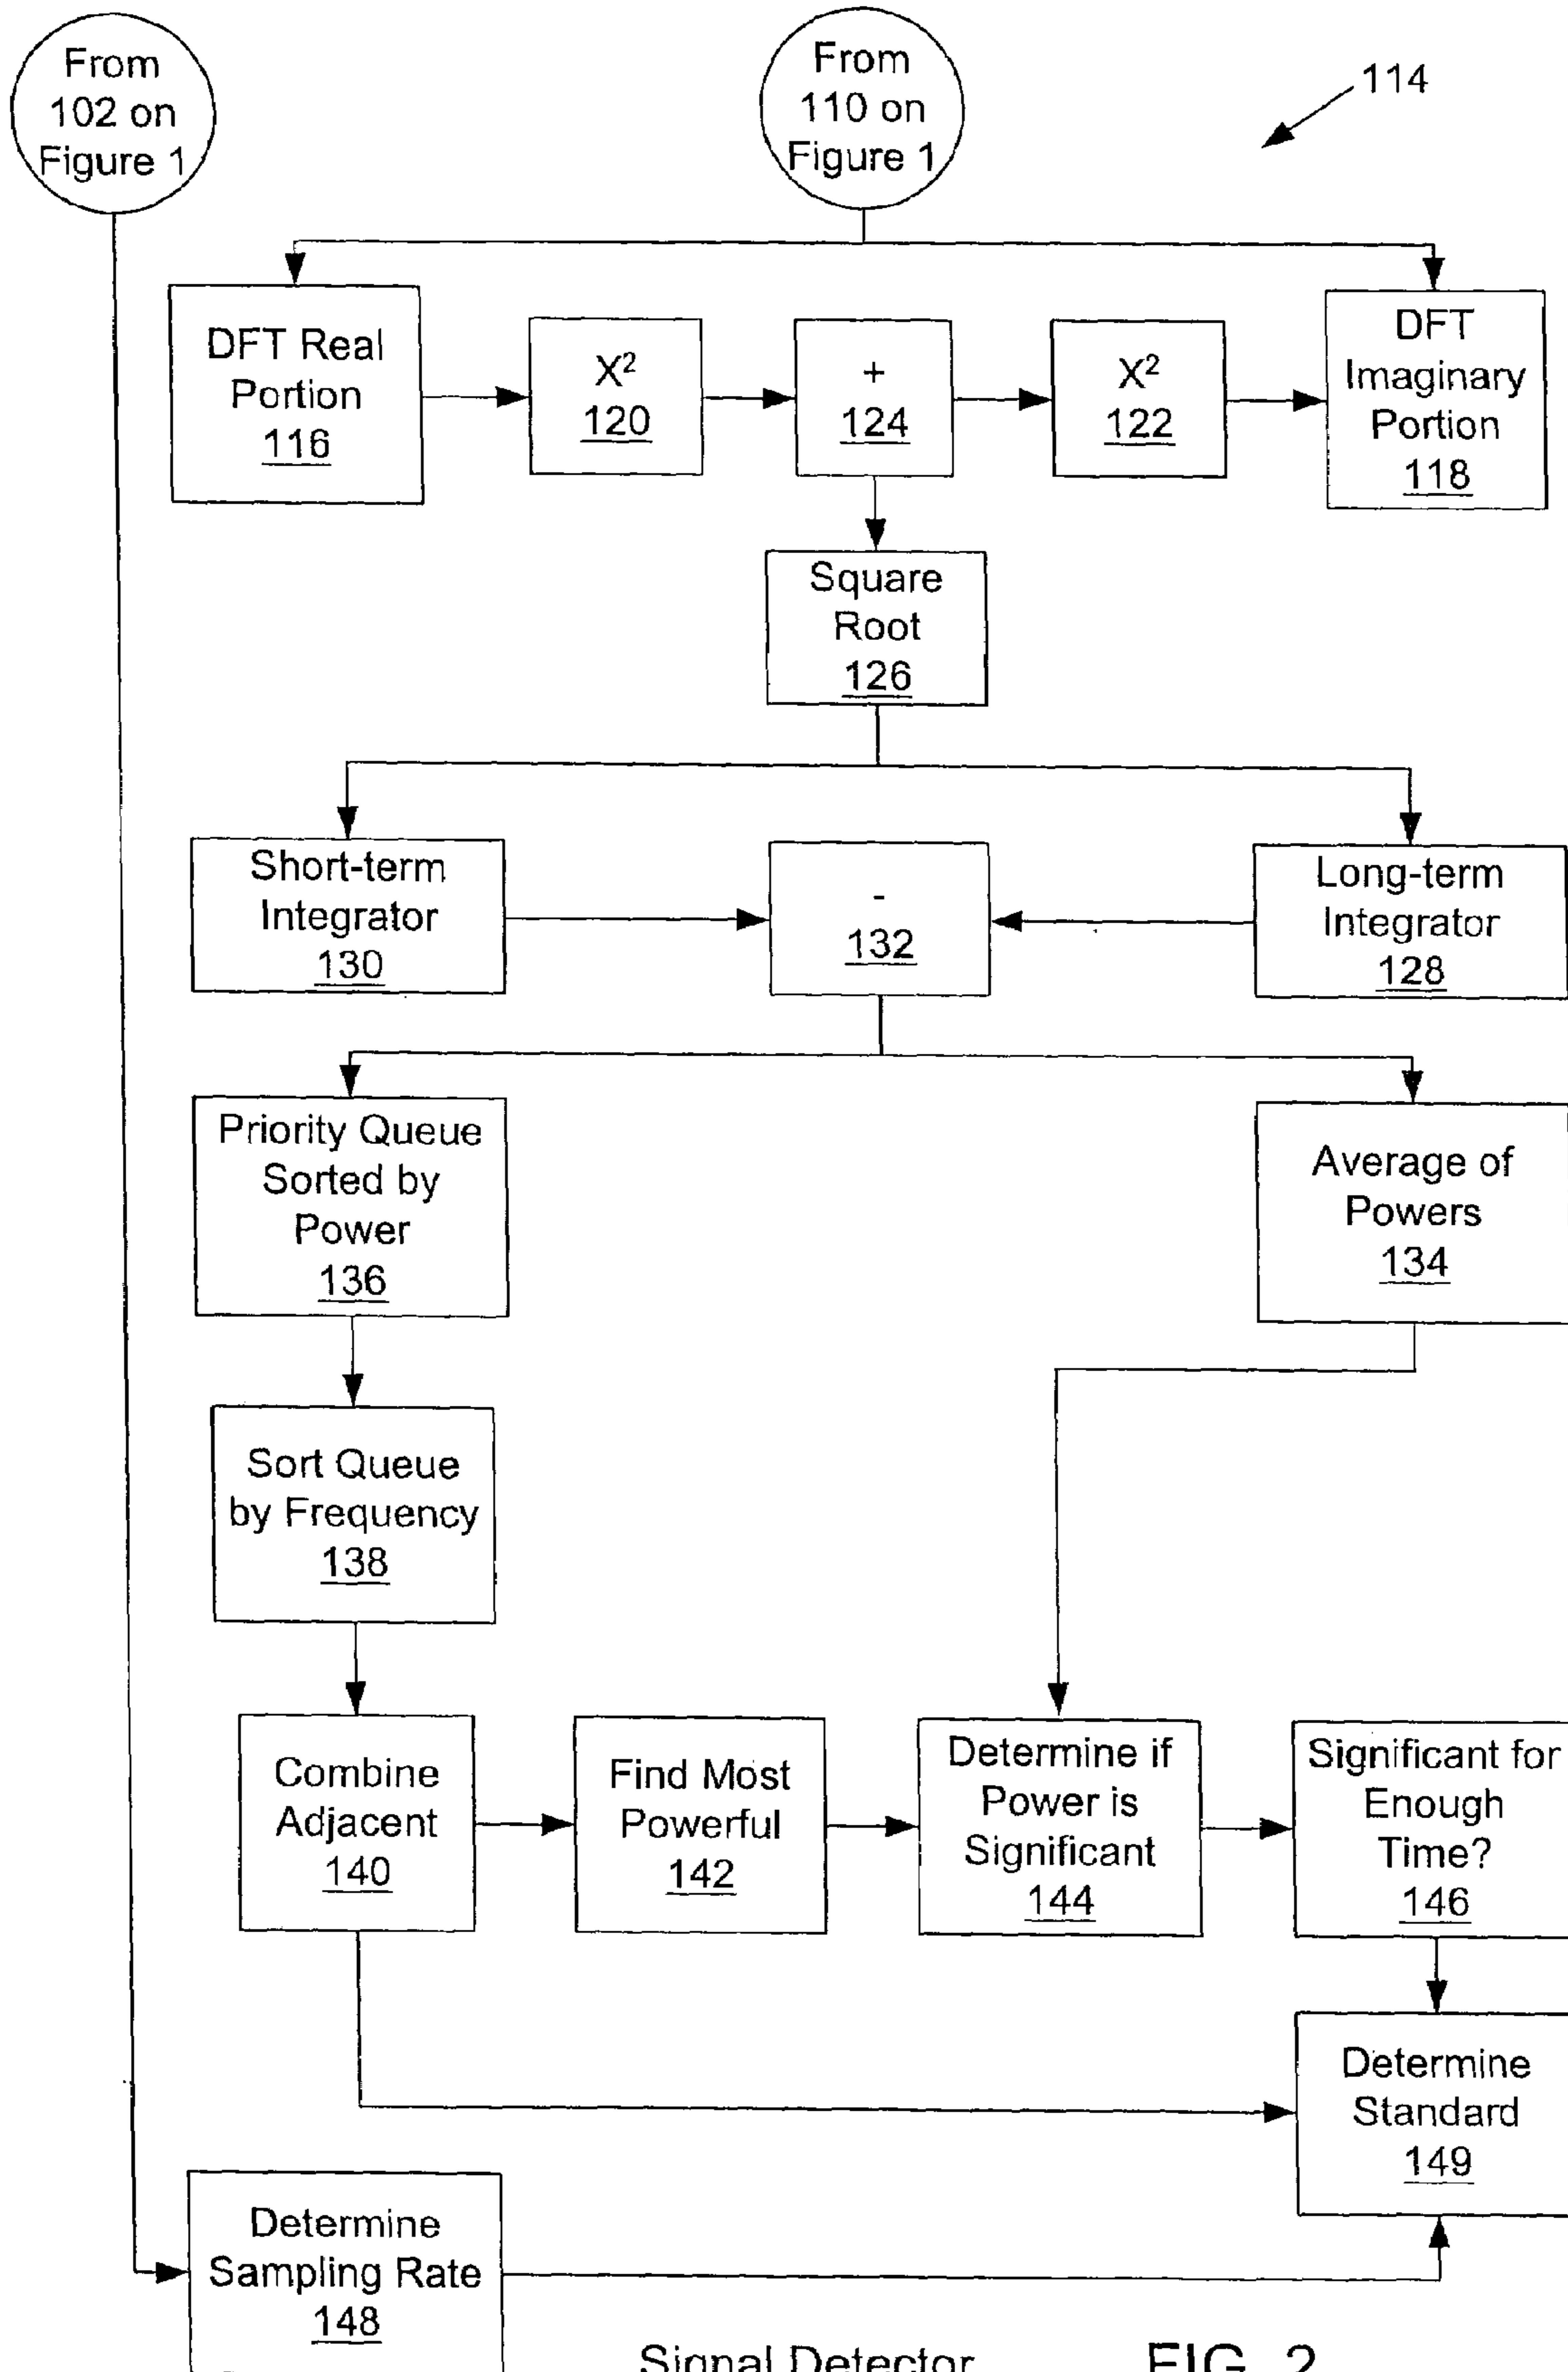 From
102 on
Figure 1
From
110 on
Figure 1
114
DFT Real
Portion
116
X²
120
+
124
X²
122
DFT
Imaginary
Portion
118
Square
Root
126
Short-term
Integrator
130
-
132
Long-term
Integrator
128
Priority Queue
Sorted by
Power
136
Average of
Powers
134
Sort Queue
by Frequency
138
Combine
Adjacent
140
Find Most
Powerful
142
Determine if
Power is
Significant
144
Significant for
Enough
Time?
146
Determine
Standard
149
Determine
Sampling Rate
148
Signal Detector
FIG. 2